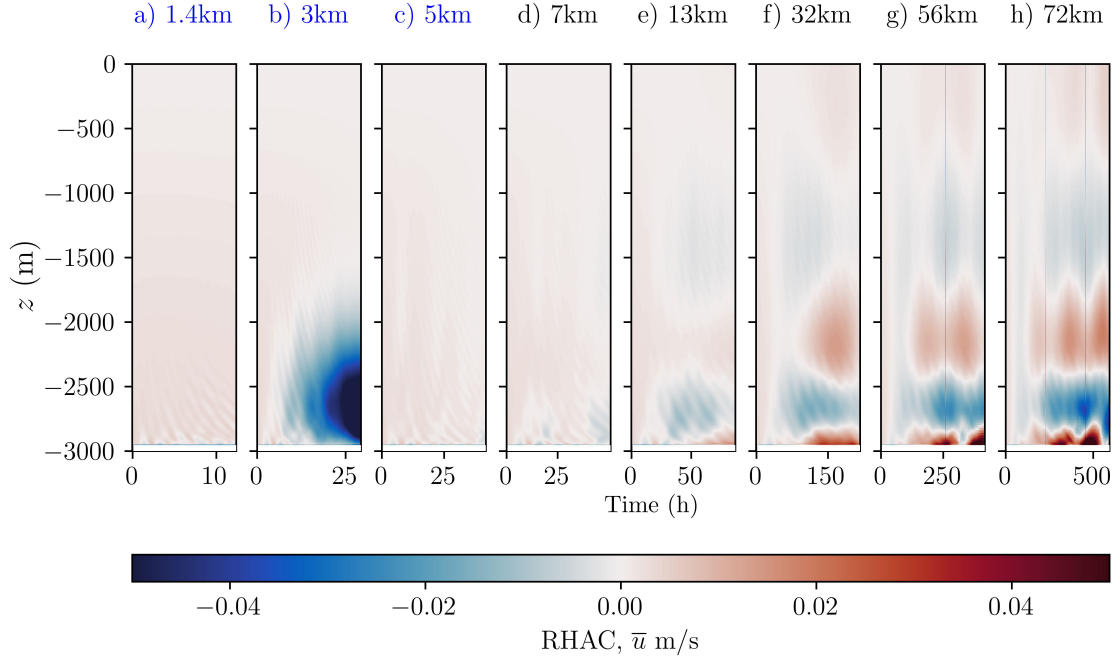 a) 1.4km b) 3km c) 5km d) 7km e) 13km f) 32km g) 56km h) 72km
0
−500
−1000
−1500
−2000
−2500
−3000
z (m)
0 10 0 25 0 25 0 25 0 50 0 150 0 250 0 500
Time (h)
−0.04 −0.02 0.00 0.02 0.04
RHAC, u̅ m/s